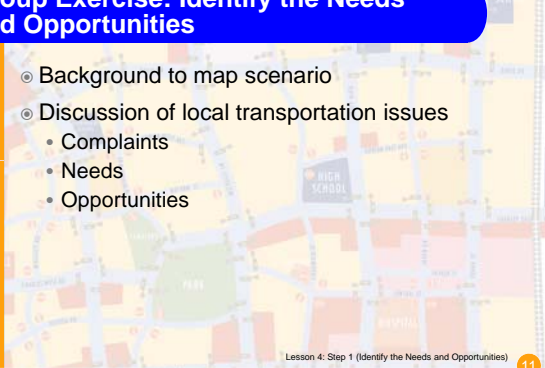 oup Exercise: Identify the Needs
d Opportunities
Background to map scenario
Discussion of local transportation issues
Complaints
Needs
Opportunities
HIGH
SCHOOL
PARK
HOSPITAL
Lesson 4: Step 1 (Identify the Needs and Opportunities)
11